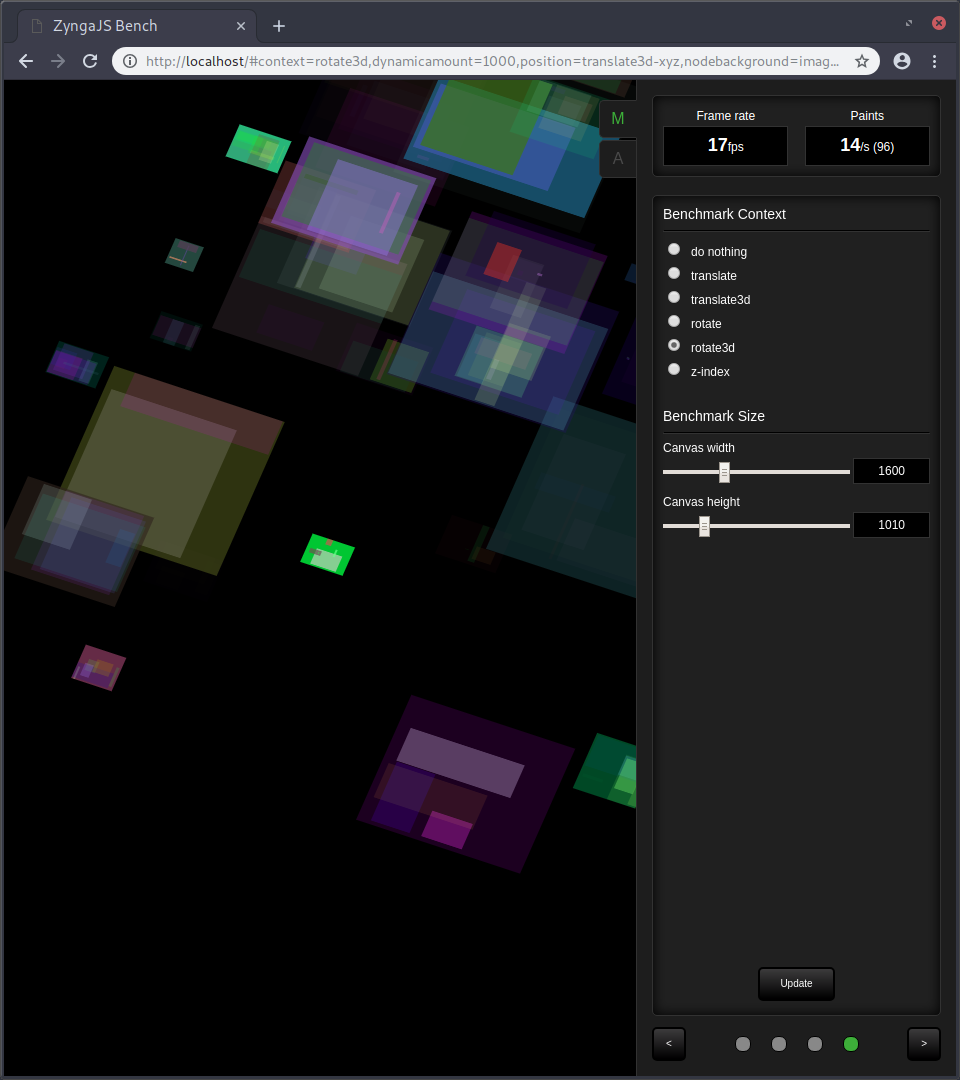 ZyngaJS Bench
http://localhost/#context=rotate3d,dynamicamount=1000,position=translate3d-xyz,nodebackground=imag...
M
A
Frame rate
Paints
17fps
14/s (96)
Benchmark Context
do nothing
translate
translate3d
rotate
rotate3d
z-index
Benchmark Size
Canvas width
1600
Canvas height
1010
Update
<
>